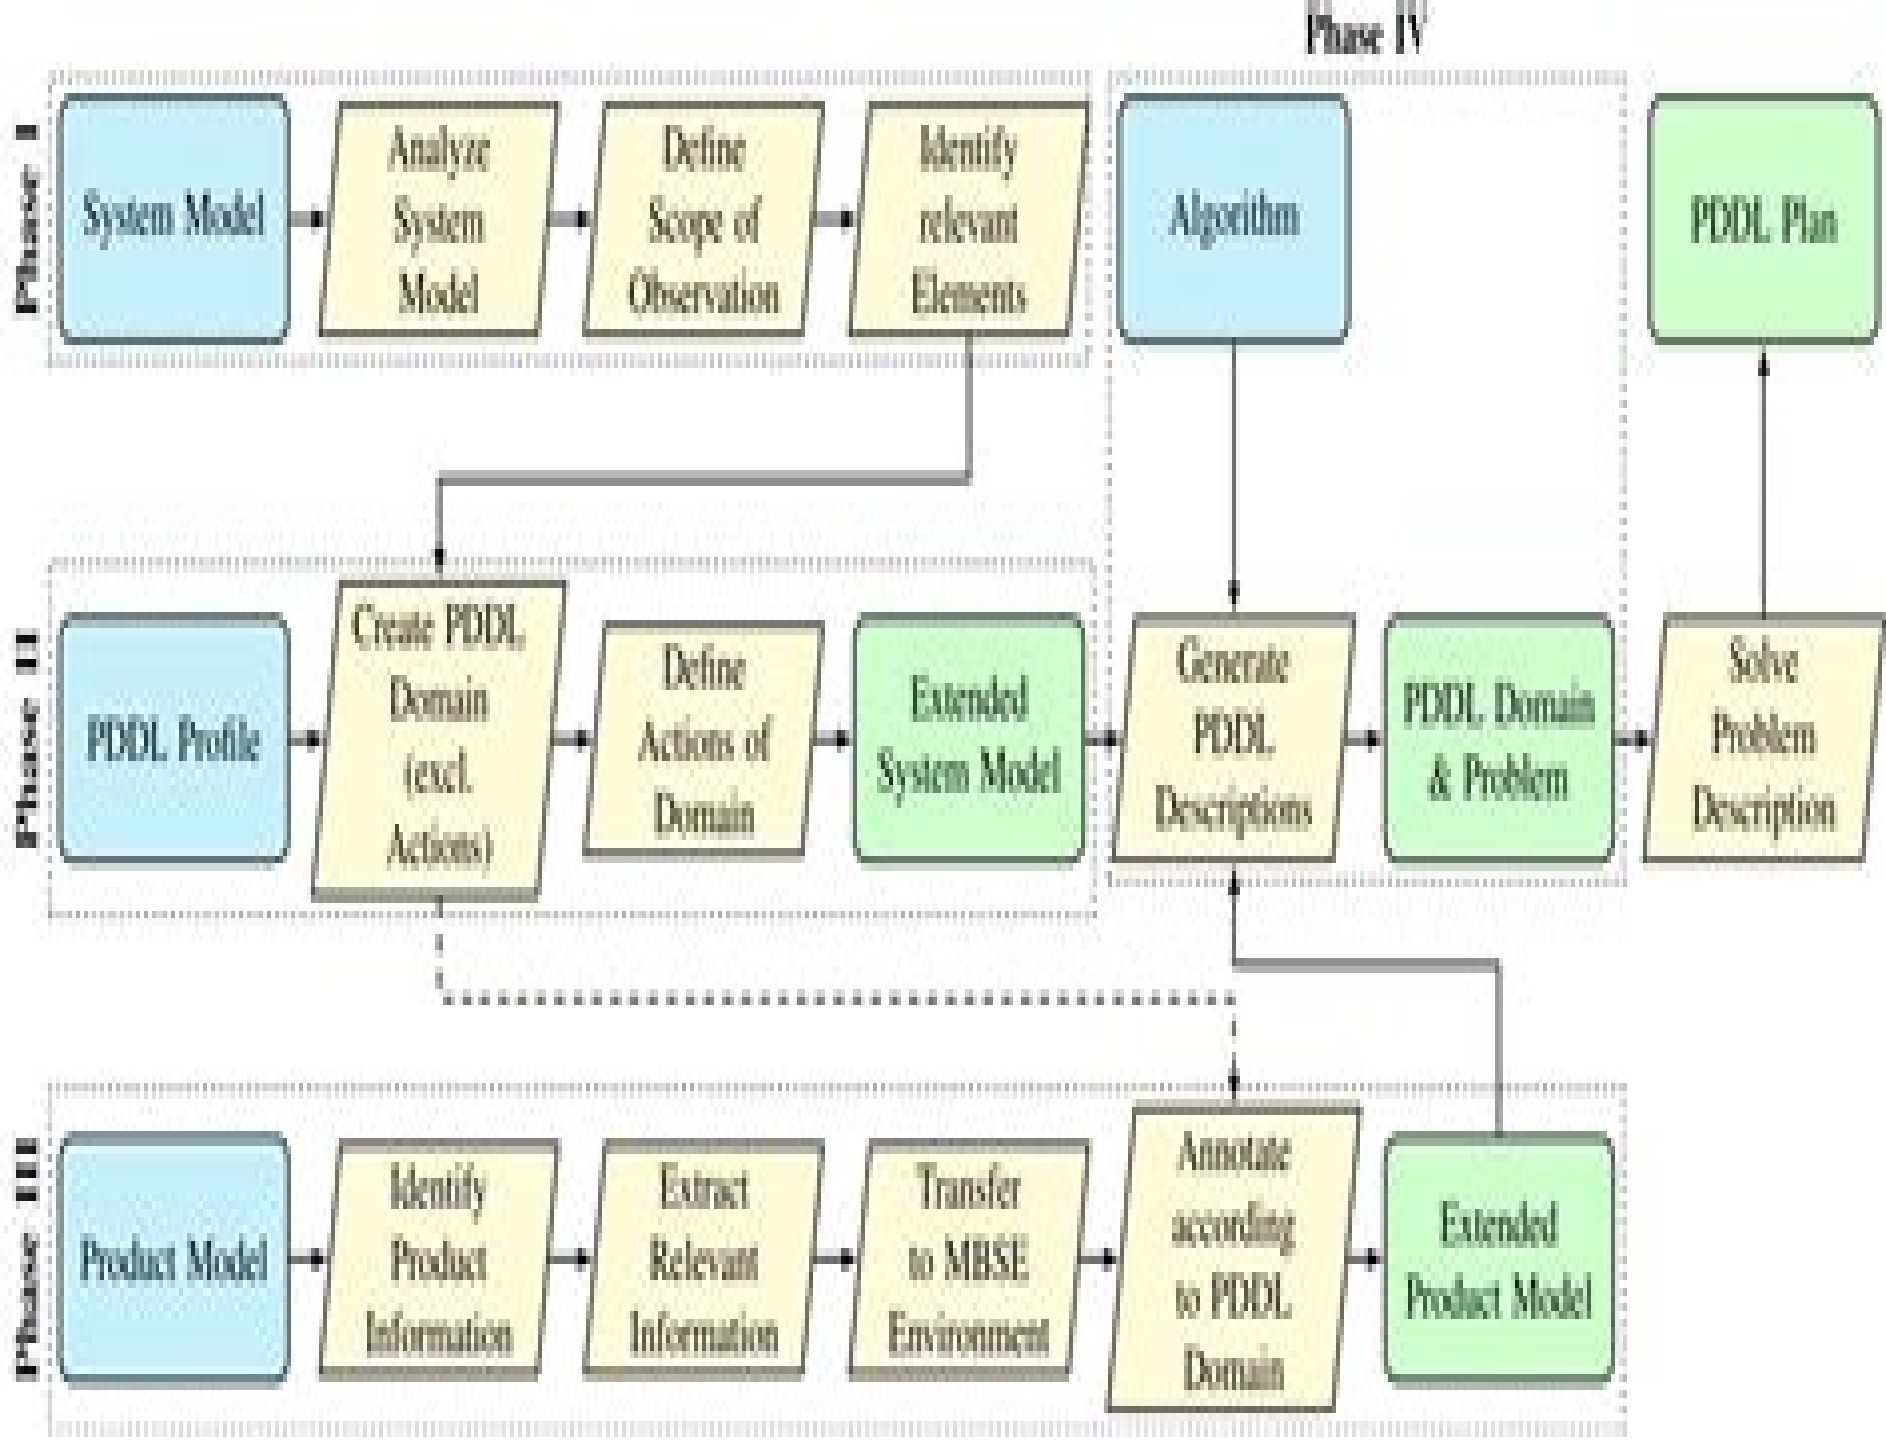 Phase IV
Phase I
System Model
Analyze
System
Model
Define
Scope of
Observation
Identify
relevant
Elements
Algorithm
PDDL Plan
Phase II
PDDL Profile
Create PDDL
Domain
(excl.
Actions)
Define
Actions of
Domain
Extended
System Model
Generate
PDDL
Descriptions
PDDL Domain
& Problem
Solve
Problem
Description
Phase III
Product Model
Identify
Product
Information
Extract
Relevant
Information
Transfer
to MBSE
Environment
Annotate
according
to PDDL
Domain
Extended
Product Model